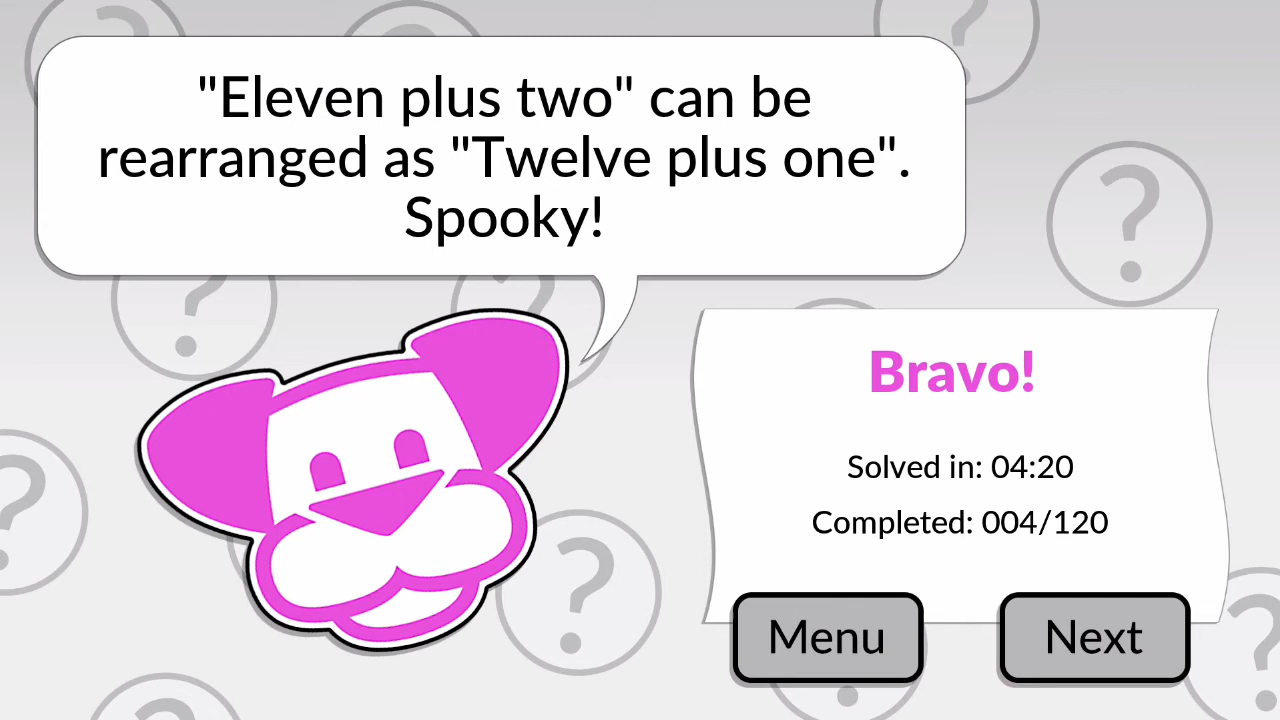 "Eleven plus two" can be
rearranged as "Twelve plus one".
Spooky!
Bravo!
Solved in: 04:20
Completed: 004/120
Menu
Next